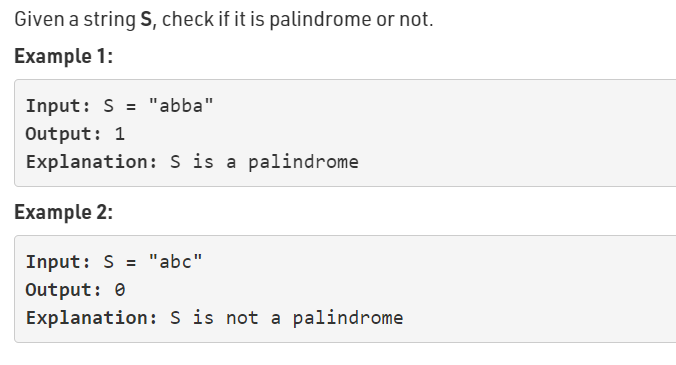 Given a string S, check if it is palindrome or not.
Example 1:
Input: S = "abba"
Output: 1
Explanation: S is a palindrome
Example 2:
Input: S = "abc"
Output: 0
Explanation: S is not a palindrome